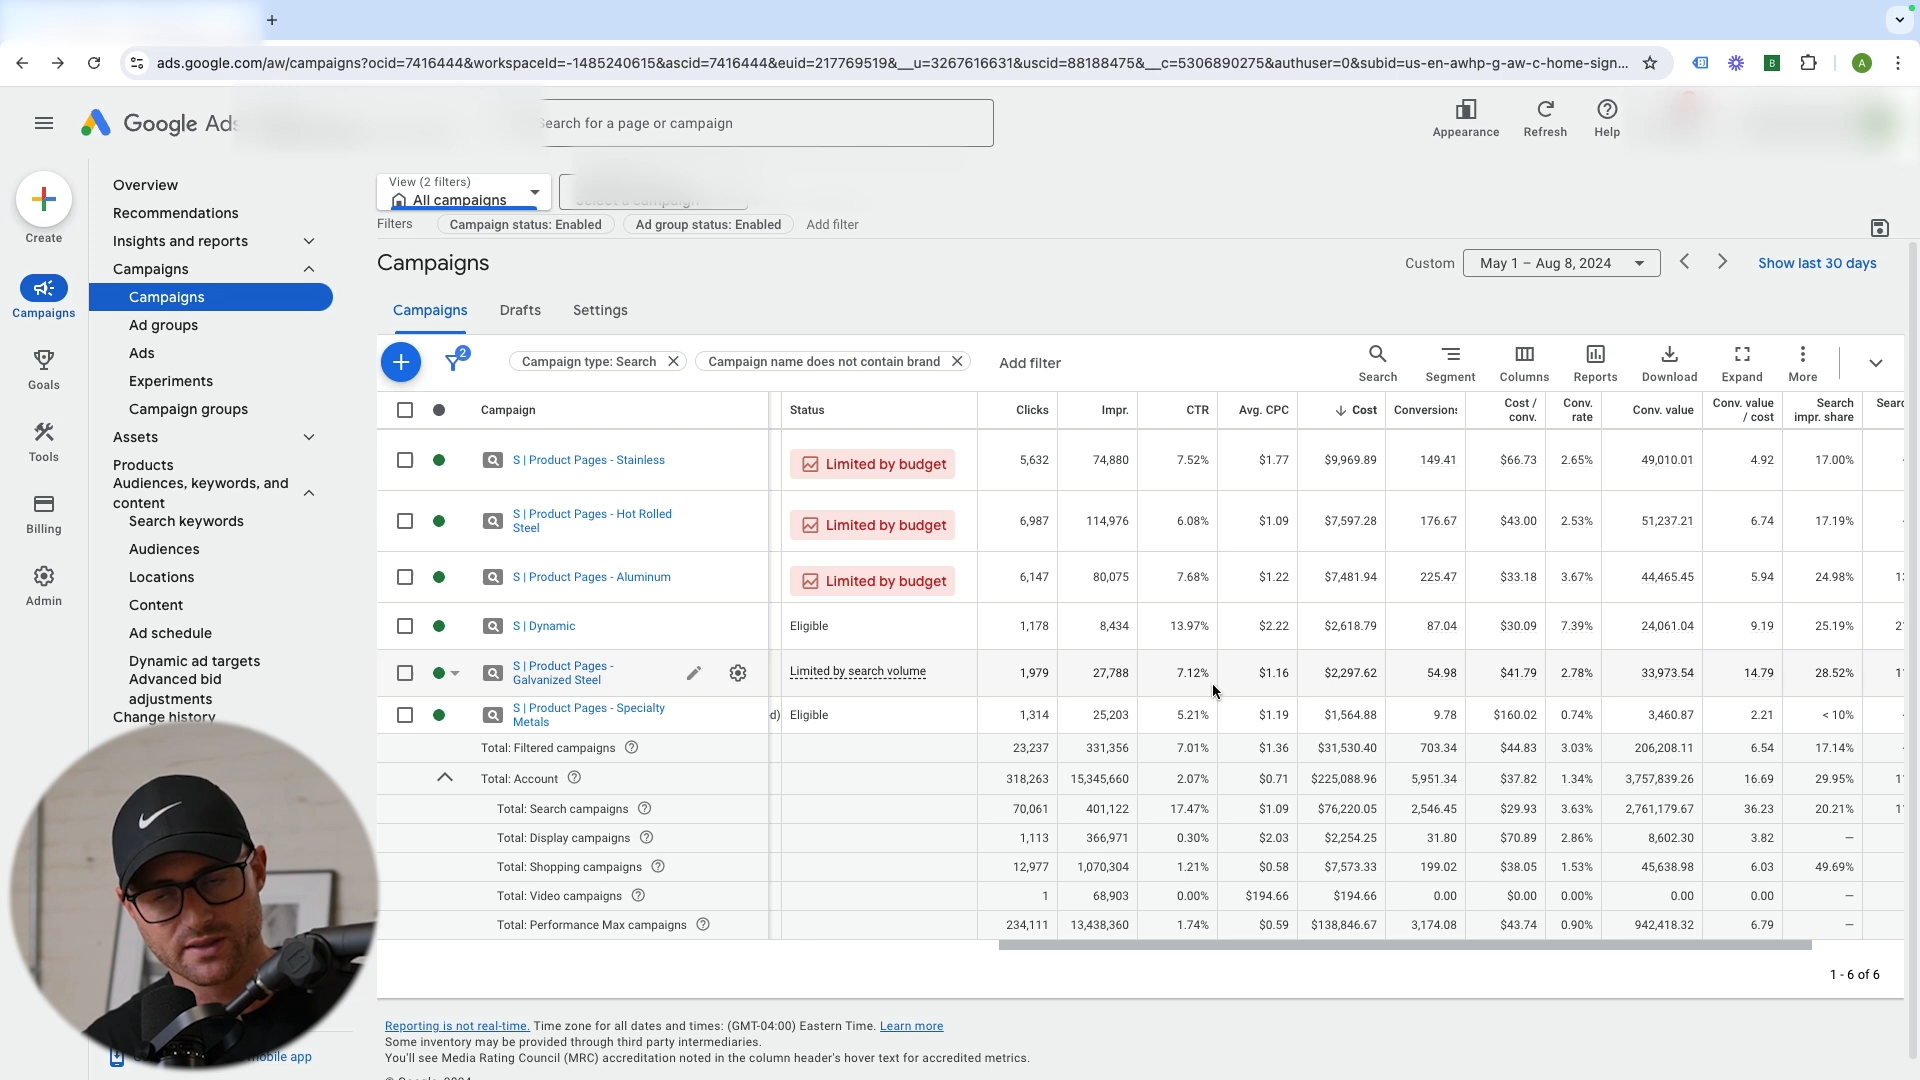 ads.google.com/aw/campaigns?ocid=7416444&workspaceId=-1485240615&ascid=7416444&euid=217769519&__u=3267616631&uscid=88188475&__c=5306890275&authuser=0&subid=us-en-awhp-g-aw-c-home-sign...
B
A
Google Ads
Search for a page or campaign
Appearance
Refresh
Help
Create
Campaigns
Goals
Tools
Billing
Admin
Overview
Recommendations
Insights and reports
Campaigns
Campaigns
Ad groups
Ads
Experiments
Campaign groups
Assets
Products
Audiences, keywords, and
content
Search keywords
Audiences
Locations
Content
Ad schedule
Dynamic ad targets
Advanced bid
adjustments
Change history
mobile app
View (2 filters)
All campaigns
Select a campaign
Filters
Campaign status: Enabled
Ad group status: Enabled
Add filter
Campaigns
Custom
May 1 – Aug 8, 2024
Show last 30 days
Campaigns
Drafts
Settings
2
Campaign type: Search
Campaign name does not contain brand
Add filter
Search
Segment
Columns
Reports
Download
Expand
More
Campaign Status Clicks Impr. CTR Avg. CPC Cost Conversions Cost / conv. Conv. rate Conv. value Conv. value / cost Search impr. share Searc
S | Product Pages - Stainless Limited by budget 5,632 74,880 7.52% $1.77 $9,969.89 149.41 $66.73 2.65% 49,010.01 4.92 17.00%
S | Product Pages - Hot Rolled Steel Limited by budget 6,987 114,976 6.08% $1.09 $7,597.28 176.67 $43.00 2.53% 51,237.21 6.74 17.19%
S | Product Pages - Aluminum Limited by budget 6,147 80,075 7.68% $1.22 $7,481.94 225.47 $33.18 3.67% 44,465.45 5.94 24.98% 1
S | Dynamic Eligible 1,178 8,434 13.97% $2.22 $2,618.79 87.04 $30.09 7.39% 24,061.04 9.19 25.19% 2
S | Product Pages - Galvanized Steel Limited by search volume 1,979 27,788 7.12% $1.16 $2,297.62 54.98 $41.79 2.78% 33,973.54 14.79 28.52% 1
S | Product Pages - Specialty Metals d) Eligible 1,314 25,203 5.21% $1.19 $1,564.88 9.78 $160.02 0.74% 3,460.87 2.21 < 10%
Total: Filtered campaigns 23,237 331,356 7.01% $1.36 $31,530.40 703.34 $44.83 3.03% 206,208.11 6.54 17.14%
Total: Account 318,263 15,345,660 2.07% $0.71 $225,088.96 5,951.34 $37.82 1.34% 3,757,839.26 16.69 29.95% 1
Total: Search campaigns 70,061 401,122 17.47% $1.09 $76,220.05 2,546.45 $29.93 3.63% 2,761,179.67 36.23 20.21% 1
Total: Display campaigns 1,113 366,971 0.30% $2.03 $2,254.25 31.80 $70.89 2.86% 8,602.30 3.82 —
Total: Shopping campaigns 12,977 1,070,304 1.21% $0.58 $7,573.33 199.02 $38.05 1.53% 45,638.98 6.03 49.69%
Total: Video campaigns 1 68,903 0.00% $194.66 $194.66 0.00 $0.00 0.00% 0.00 0.00 —
Total: Performance Max campaigns 234,111 13,438,360 1.74% $0.59 $138,846.67 3,174.08 $43.74 0.90% 942,418.32 6.79 —
1 - 6 of 6
Reporting is not real-time. Time zone for all dates and times: (GMT-04:00) Eastern Time. Learn more
Some inventory may be provided through third party intermediaries.
You'll see Media Rating Council (MRC) accreditation noted in the column header's hover text for accredited metrics.